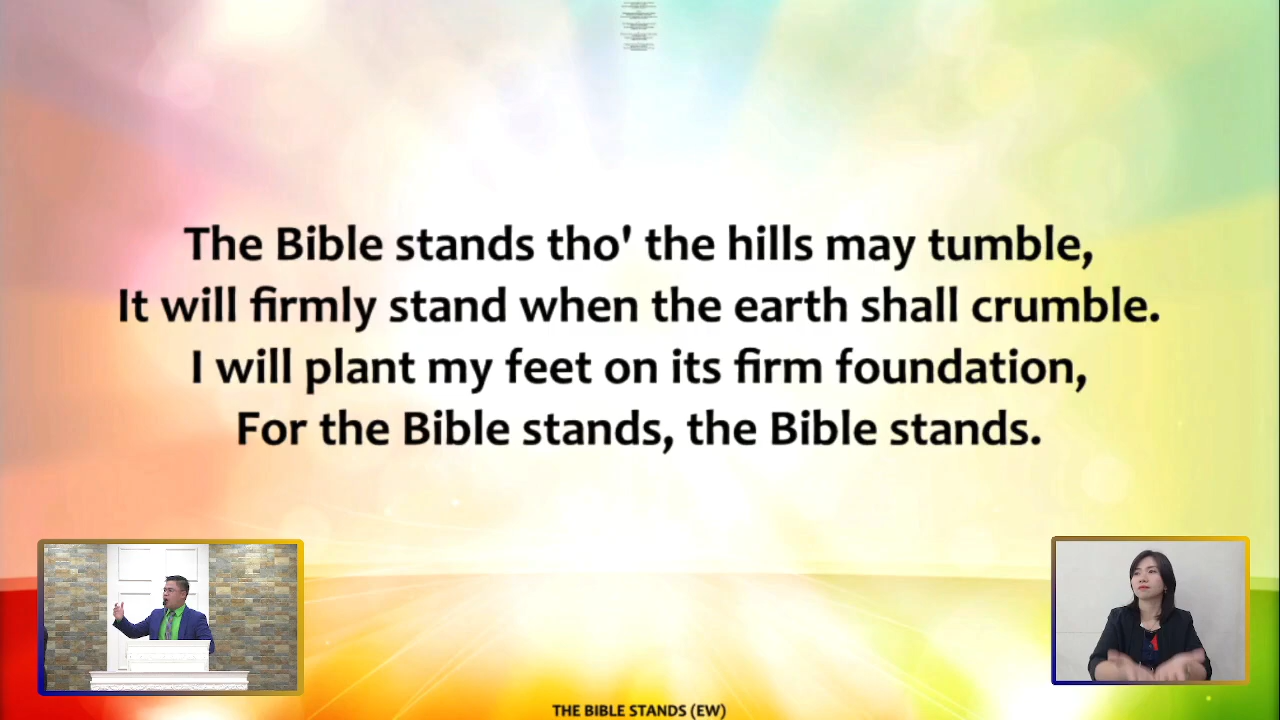 The Bible stands tho' the hills may tumble,
It will firmly stand when the earth shall crumble.
I will plant my feet on its firm foundation,
For the Bible stands, the Bible stands.
THE BIBLE STANDS (EW)